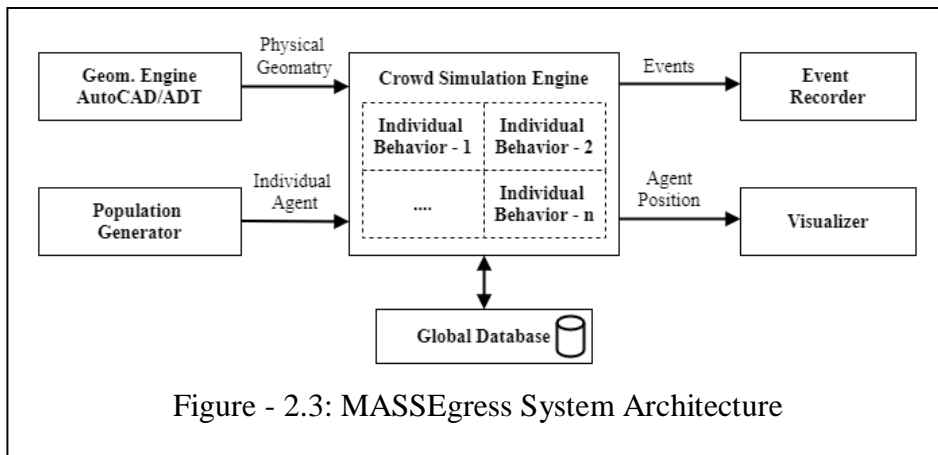 Geom. Engine
AutoCAD/ADT
Physical
Geometry
Crowd Simulation Engine
Individual
Behavior - 1
Individual
Behavior - 2
....
Individual
Behavior - n
Events
Event
Recorder
Population
Generator
Individual
Agent
Agent
Position
Visualizer
Global Database
Figure - 2.3: MASSEgress System Architecture